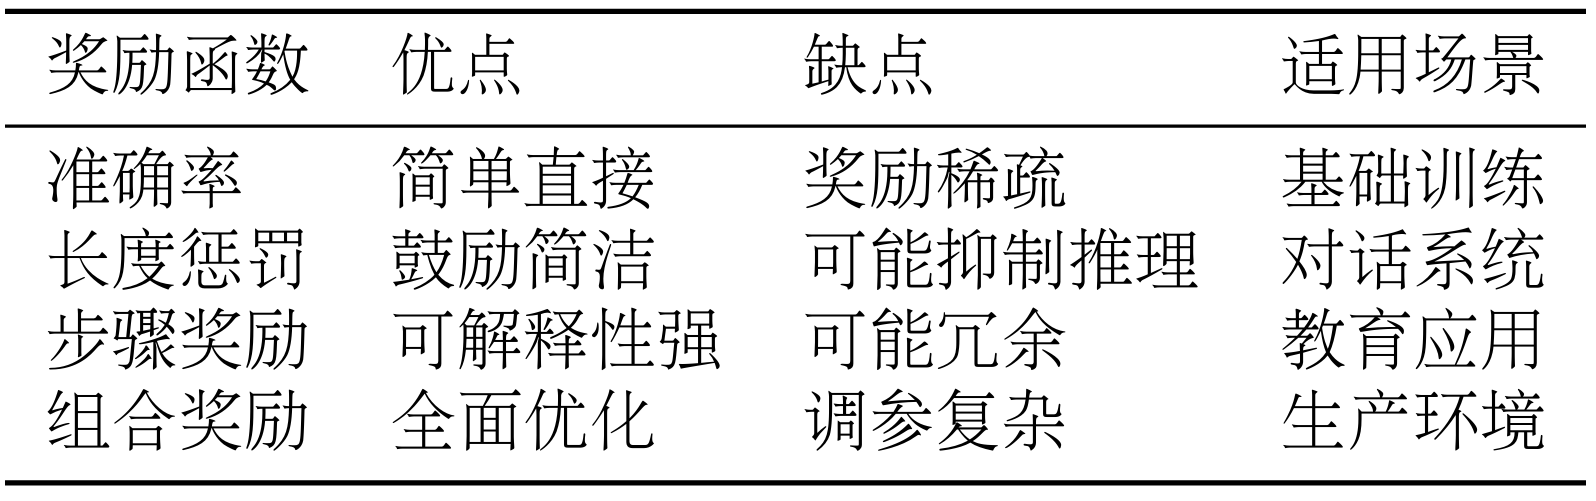 奖励函数 优点 缺点 适用场景
准确率 简单直接 奖励稀疏 基础训练
长度惩罚 鼓励简洁 可能抑制推理 对话系统
步骤奖励 可解释性强 可能冗余 教育应用
组合奖励 全面优化 调参复杂 生产环境